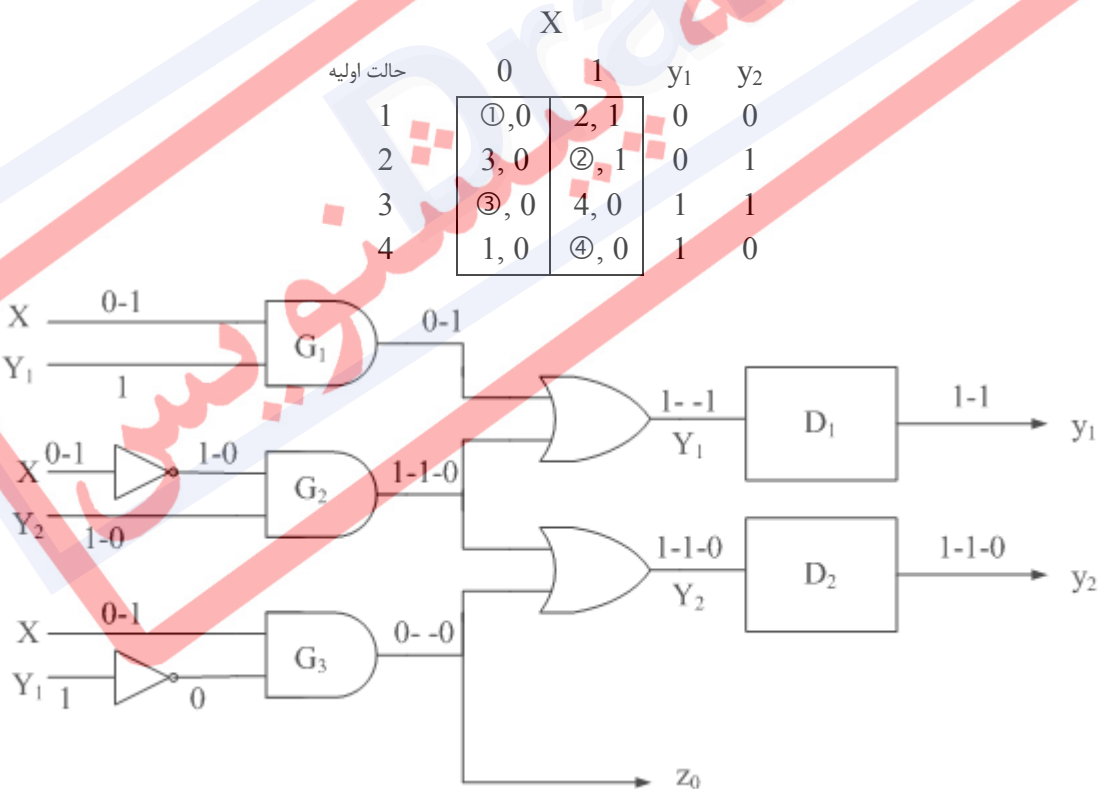 X
حالت اولیه 0 1 y₁ y₂
1 ①,0 2, 1 0 0
2 3, 0 ②, 1 0 1
3 ③, 0 4, 0 1 1
4 1, 0 ④, 0 1 0
X 0-1 G₁ 0-1
Y₁ 1
1- -1 Y₁ D₁ 1-1 y₁
X 0-1 1-0 G₂ 1-1-0
Y₂ 1-0
1-1-0 Y₂ D₂ 1-1-0 y₂
X 0-1 G₃ 0- -0
Y₁ 1 0
z₀
پیش‌نویس
Dra